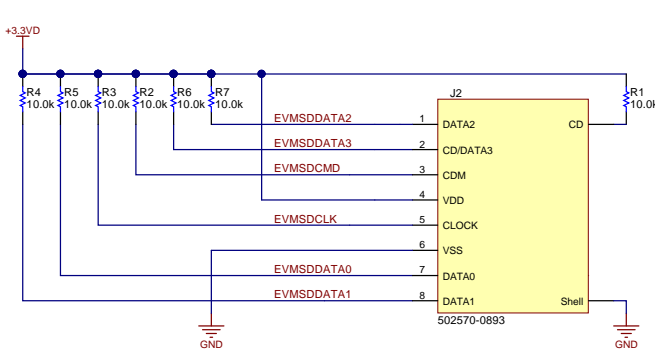 +3.3VD
R4 R5 R3 R2 R6 R7 R1
10.0k 10.0k 10.0k 10.0k 10.0k 10.0k 10.0k
J2
EVMSDDATA2 1 DATA2 CD
EVMSDDATA3 2 CD/DATA3
EVMSDCMD 3 CDM
4 VDD
EVMSDCLK 5 CLOCK
6 VSS
EVMSDDATA0 7 DATA0
EVMSDDATA1 8 DATA1 Shell
502570-0893
GND GND